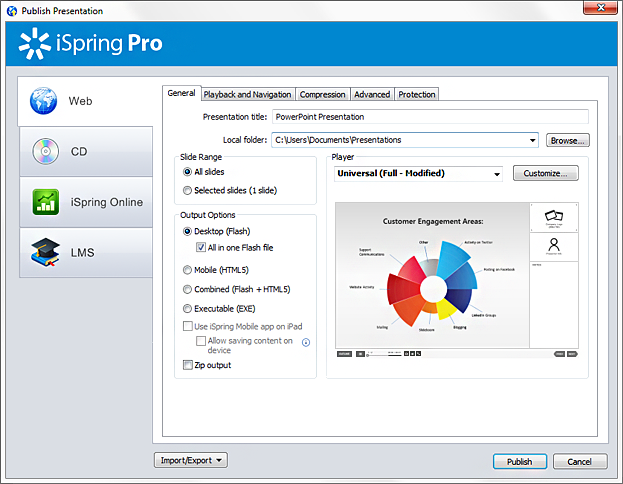 Publish Presentation
iSpring Pro
Web
CD
iSpring Online
LMS
General Playback and Navigation Compression Advanced Protection
Presentation title: PowerPoint Presentation
Local folder: C:\Users\Documents\Presentations Browse...
Slide Range
All slides
Selected slides (1 slide)
Output Options
Desktop (Flash)
All in one Flash file
Mobile (HTML5)
Combined (Flash + HTML5)
Executable (EXE)
Use iSpring Mobile app on iPad
Allow saving content on
device
Zip output
Player
Universal (Full - Modified) Customize...
Customer Engagement Areas:
Other
Activity on Twitter
Support
Communications
Posting on Facebook
Website Activity
LinkedIn Groups
Visiting
Slideshare
Blogging
Import/Export
Publish
Cancel